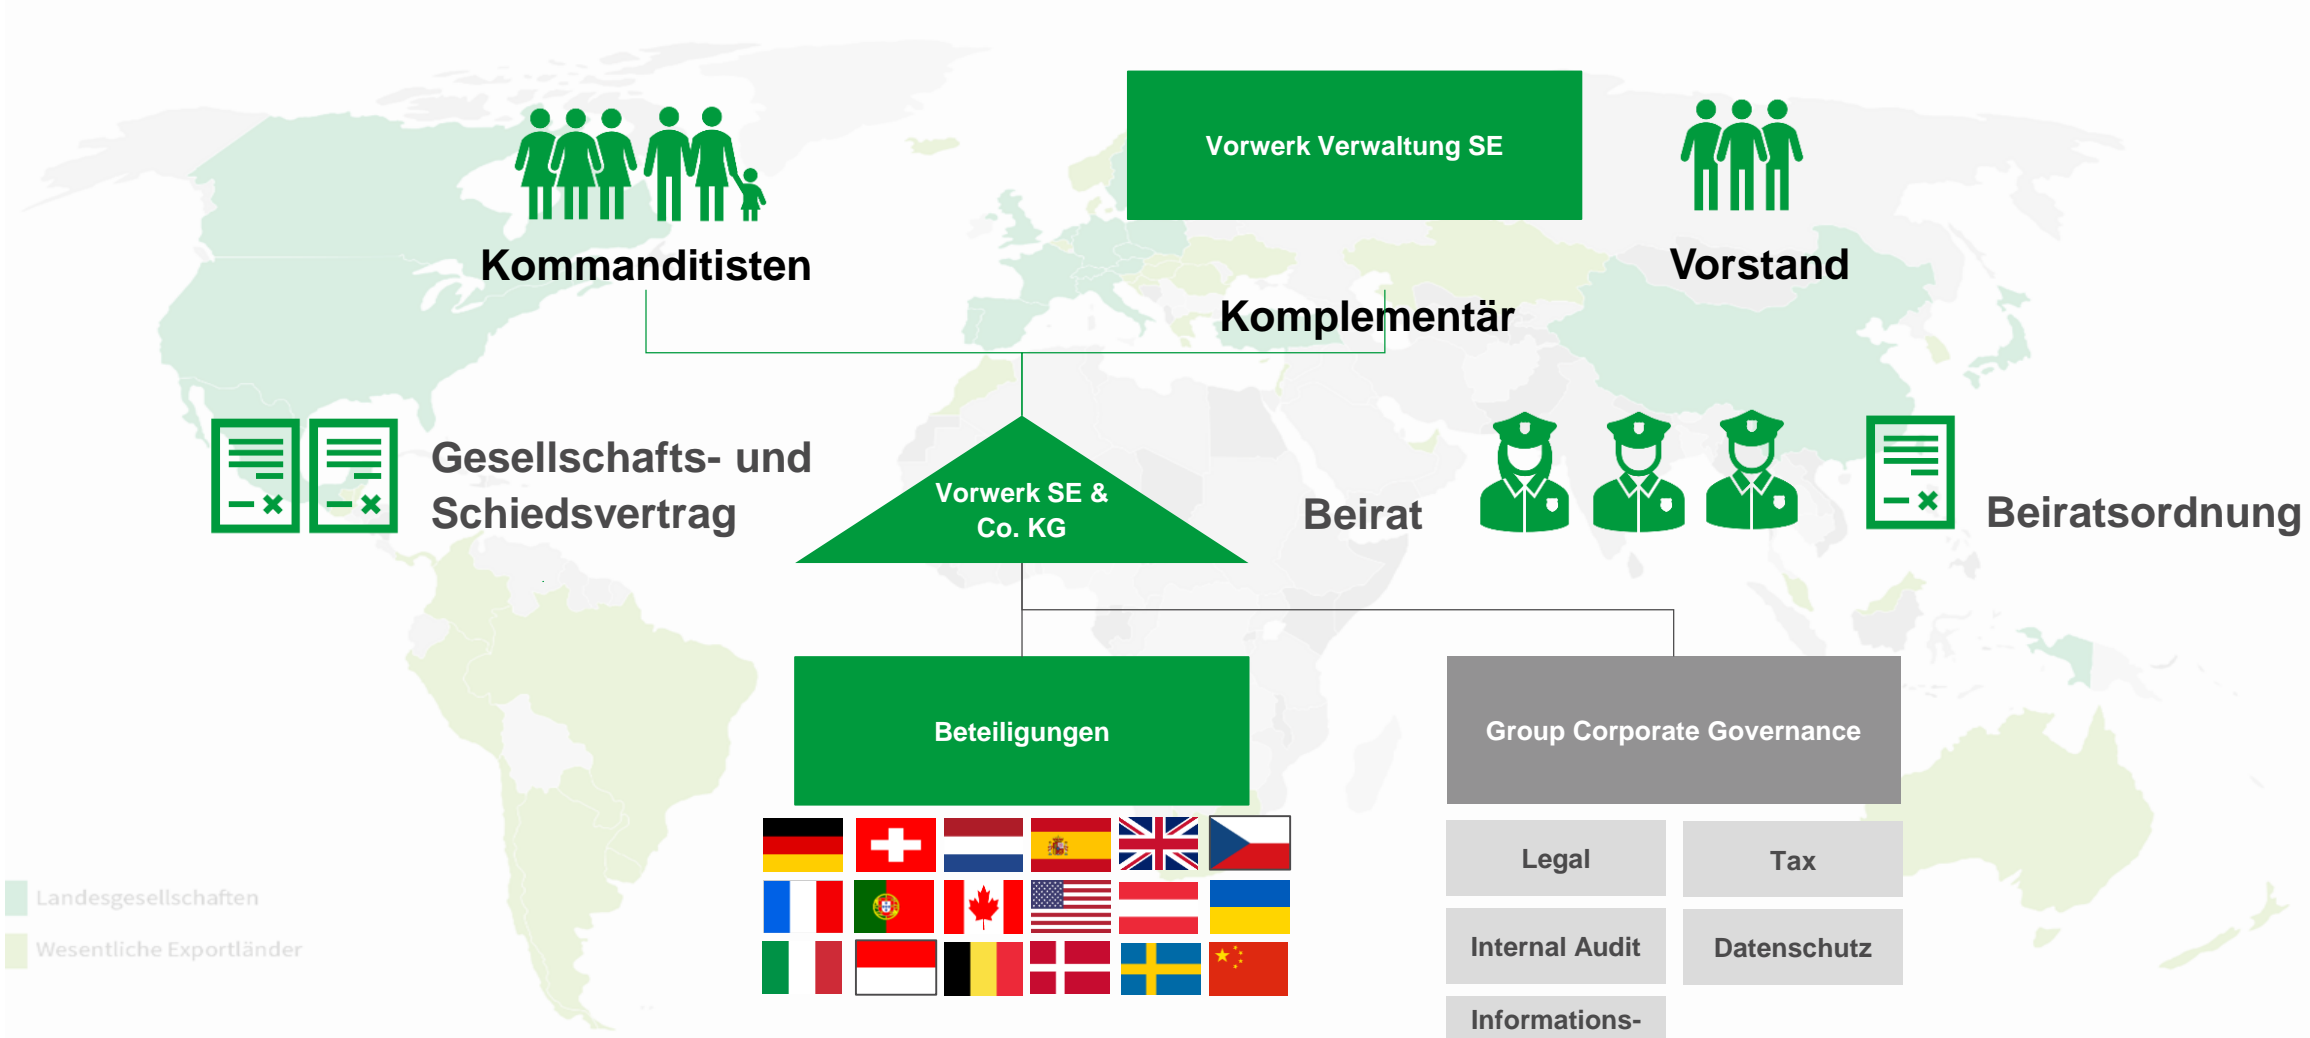 Vorwerk Verwaltung SE
Kommanditisten
Vorstand
Komplementär
Gesellschafts- und
Schiedsvertrag
Vorwerk SE &
Co. KG
Beirat
Beiratsordnung
Beteiligungen
Group Corporate Governance
Legal
Tax
Internal Audit
Datenschutz
Informations-
Landesgesellschaften
Wesentliche Exportländer